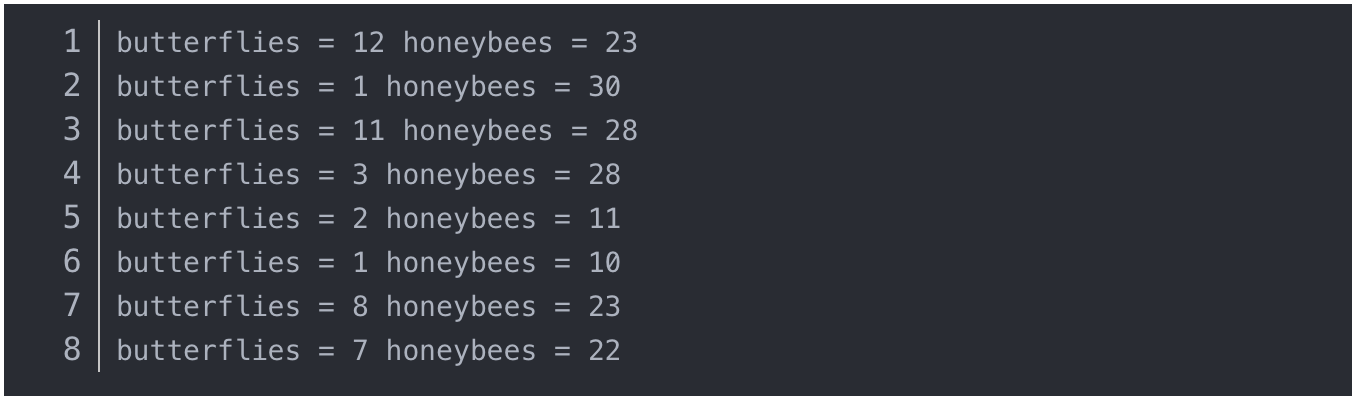 1 butterflies = 12 honeybees = 23
2 butterflies = 1 honeybees = 30
3 butterflies = 11 honeybees = 28
4 butterflies = 3 honeybees = 28
5 butterflies = 2 honeybees = 11
6 butterflies = 1 honeybees = 10
7 butterflies = 8 honeybees = 23
8 butterflies = 7 honeybees = 22